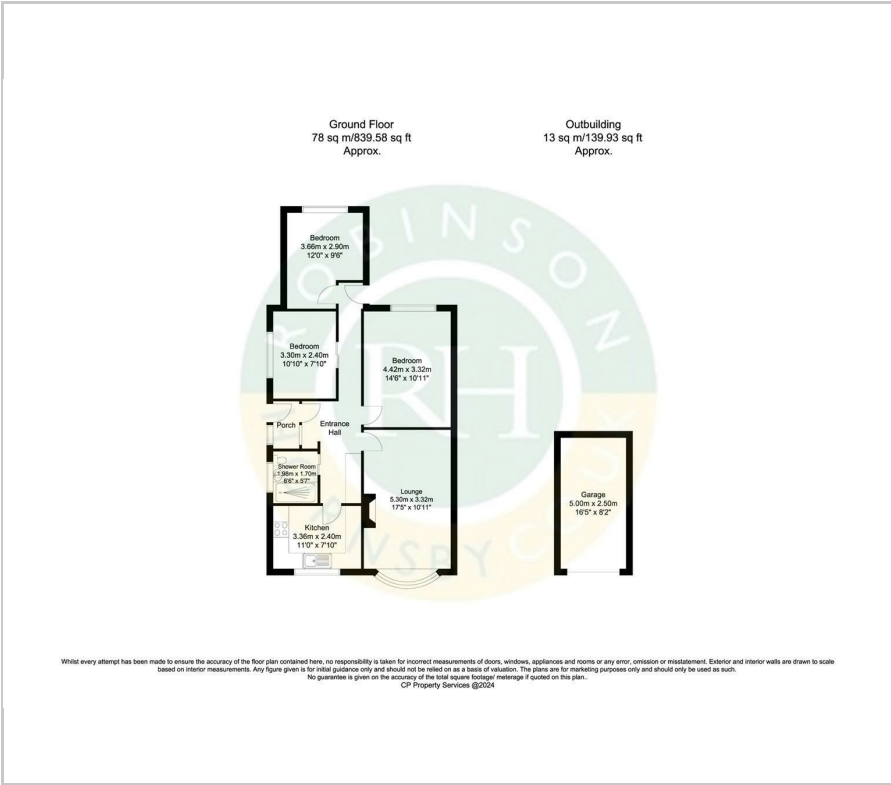 Ground Floor
78 sq m/839.58 sq ft
Approx.
Outbuilding
13 sq m/139.93 sq ft
Approx.
Bedroom
3.66m x 2.90m
12'0" x 9'6"
Bedroom
3.30m x 2.40m
10'10" x 7'10"
Bedroom
4.42m x 3.32m
14'6" x 10'11"
Porch
Entrance
Hall
Shower Room
1.98m x 1.70m
6'6" x 5'7"
Lounge
5.30m x 3.32m
17'5" x 10'11"
Kitchen
3.36m x 2.40m
11'0" x 7'10"
Garage
5.00m x 2.50m
16'5" x 8'2"
ROBINSON
RH
Whilst every attempt has been made to ensure the accuracy of the floor plan contained here, no responsibility is taken for incorrect measurements of doors, windows, appliances and rooms or any error, omission or misstatement. Exterior and interior walls are drawn to scale
based on interior measurements. Any figure given is for initial guidance only and should not be relied on as a basis of valuation. The plans are for marketing purposes only and should only be used as such.
No guarantee is given on the accuracy of the total square footage/ meterage if quoted on this plan..
CP Property Services @2024